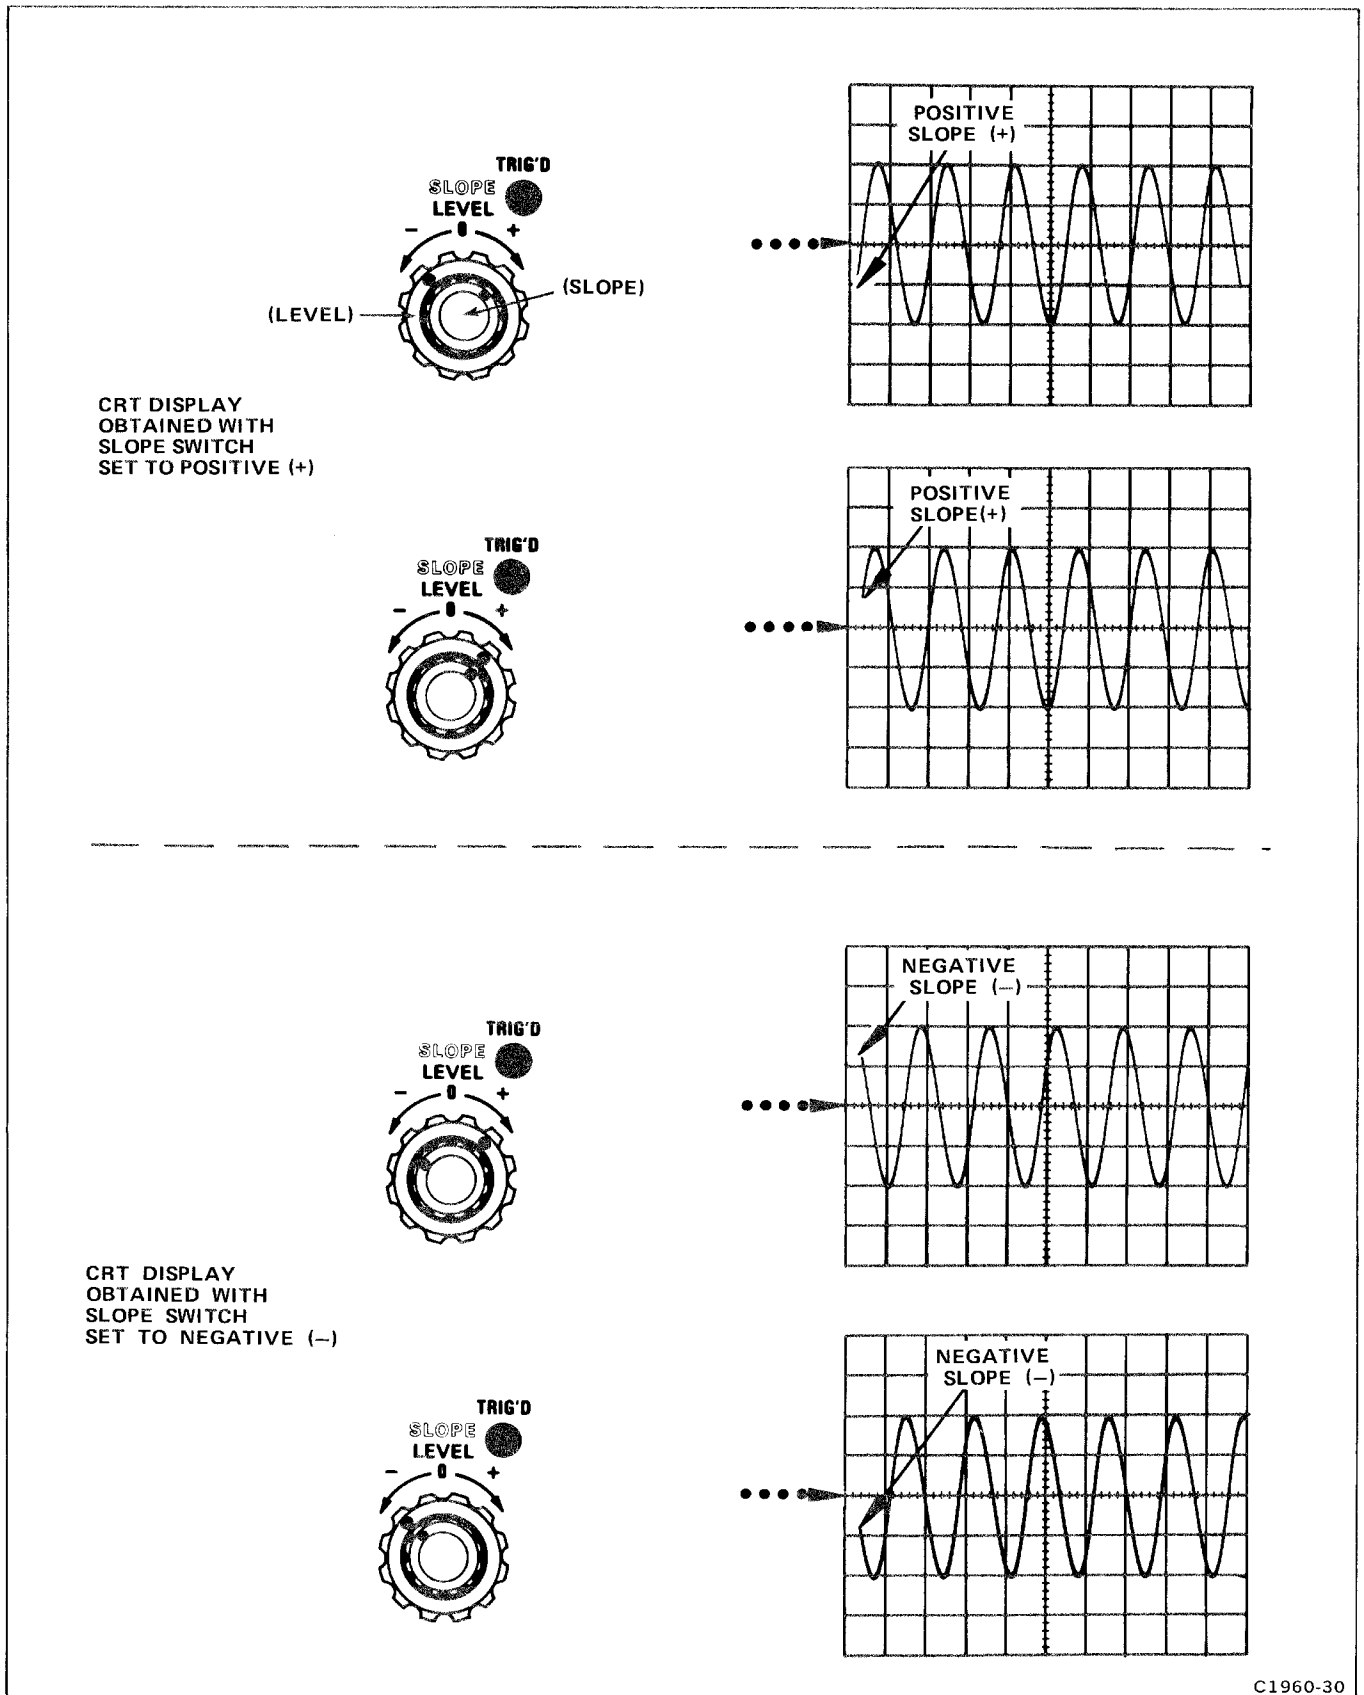 POSITIVE
SLOPE (+)
TRIG'D
SLOPE
LEVEL
- 0 +
(SLOPE)
(LEVEL)
CRT DISPLAY
OBTAINED WITH
SLOPE SWITCH
SET TO POSITIVE (+)
POSITIVE
SLOPE(+)
TRIG'D
SLOPE
LEVEL
- 0 +
NEGATIVE
SLOPE (—)
TRIG'D
SLOPE
LEVEL
- 0 +
CRT DISPLAY
OBTAINED WITH
SLOPE SWITCH
SET TO NEGATIVE (—)
NEGATIVE
SLOPE (—)
TRIG'D
SLOPE
LEVEL
- 0 +
C1960-30